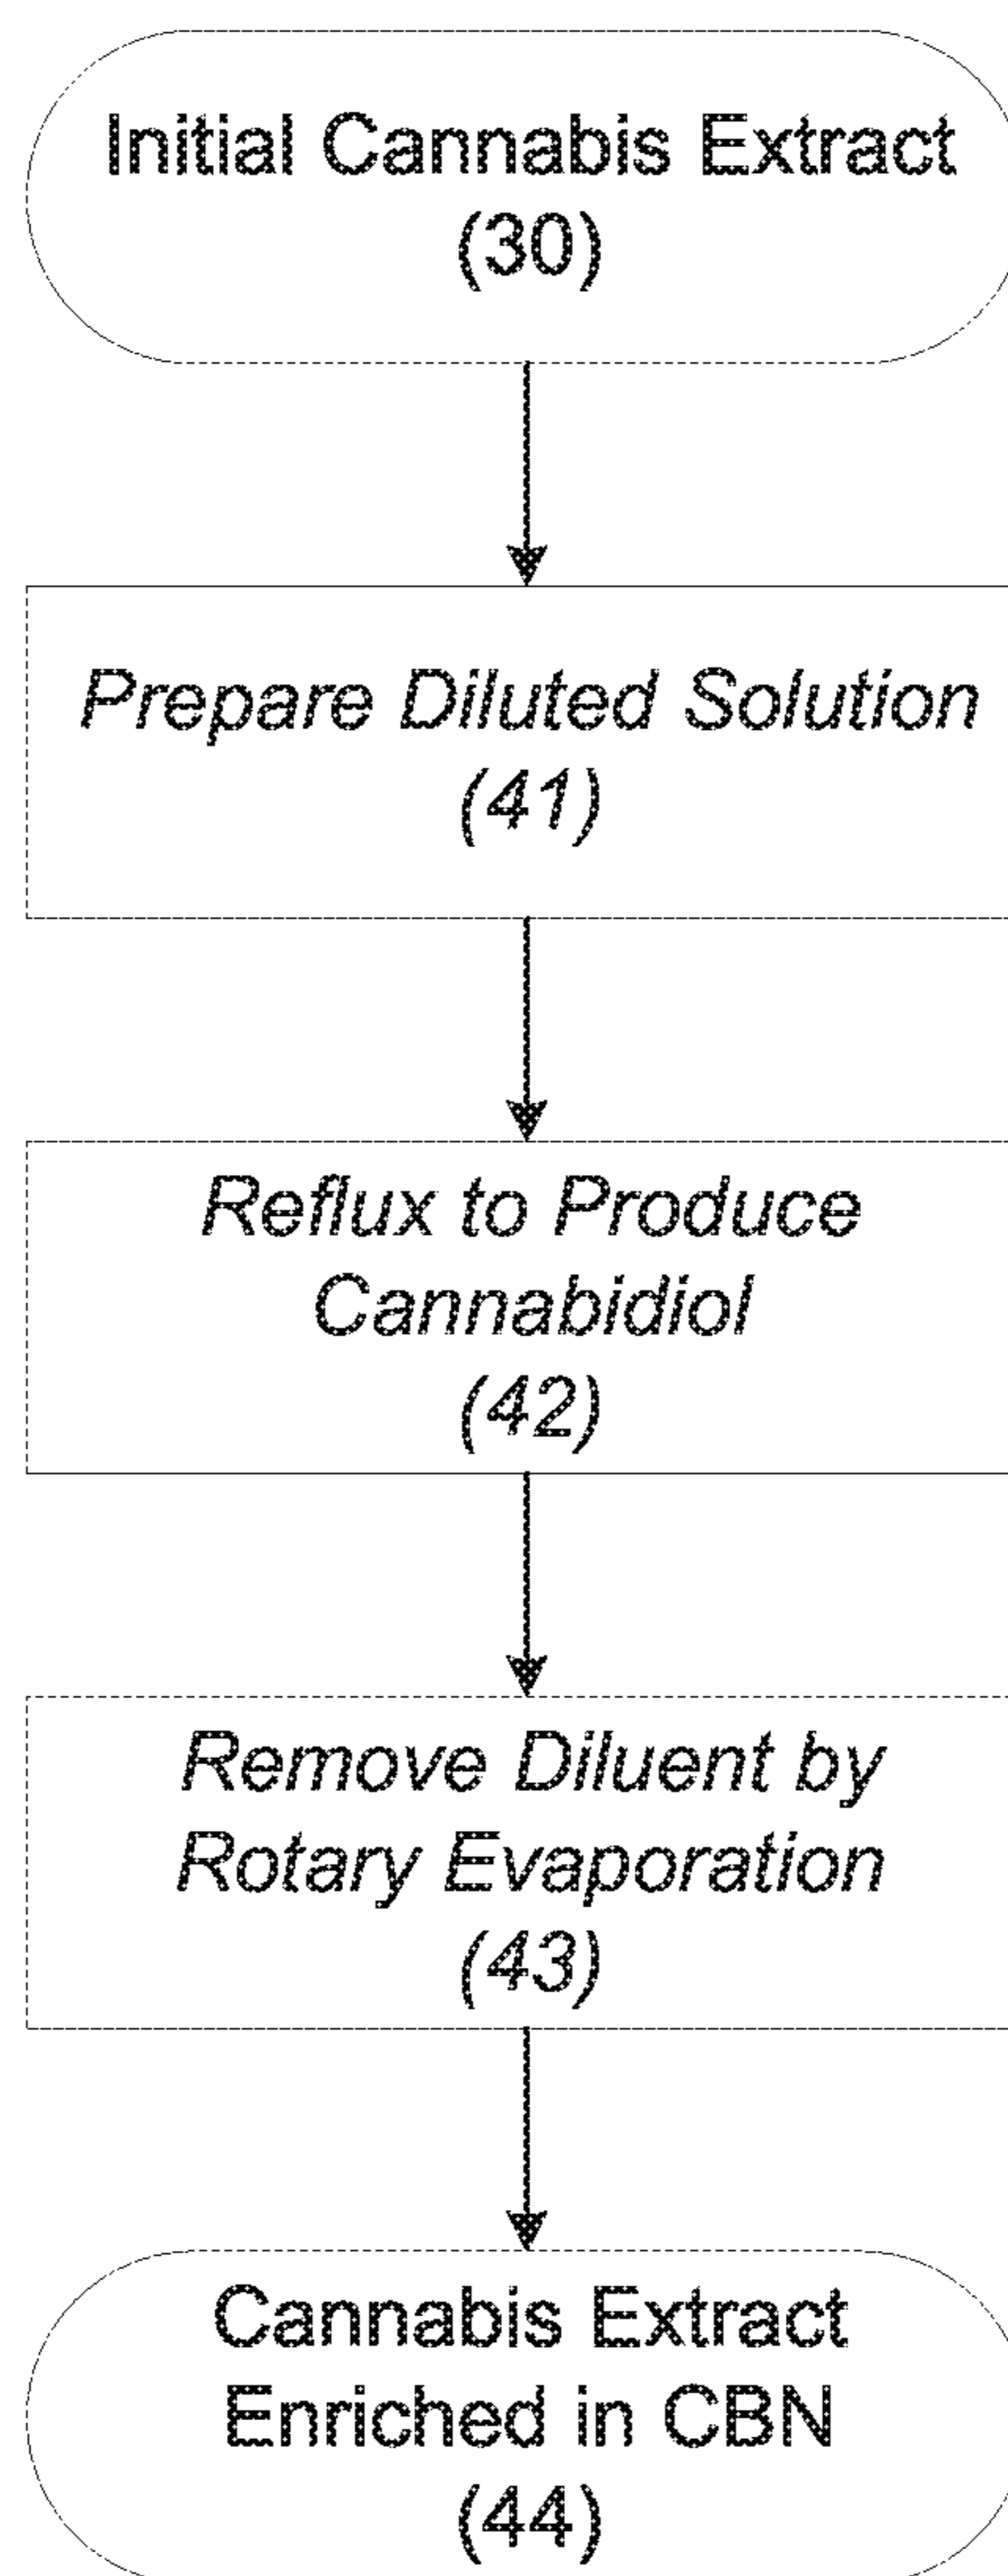 Initial Cannabis Extract
(30)
Prepare Diluted Solution
(41)
Reflux to Produce
Cannabidiol
(42)
Remove Diluent by
Rotary Evaporation
(43)
Cannabis Extract
Enriched in CBN
(44)